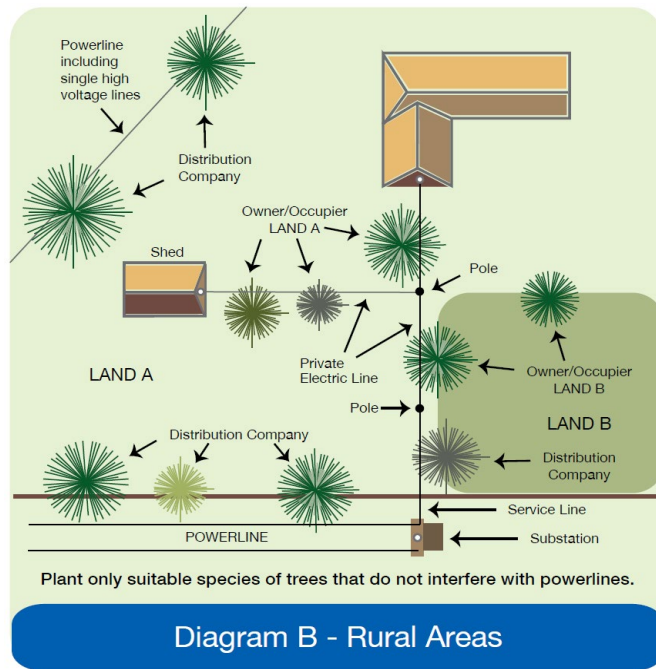 Powerline
including
single high
voltage lines
Distribution
Company
Owner/Occupier
LAND A
Shed
Pole
Private
Electric Line
LAND A
Owner/Occupier
LAND B
Pole
LAND B
Distribution Company
Distribution
Company
Service Line
POWERLINE
Substation
Plant only suitable species of trees that do not interfere with powerlines.
Diagram B - Rural Areas